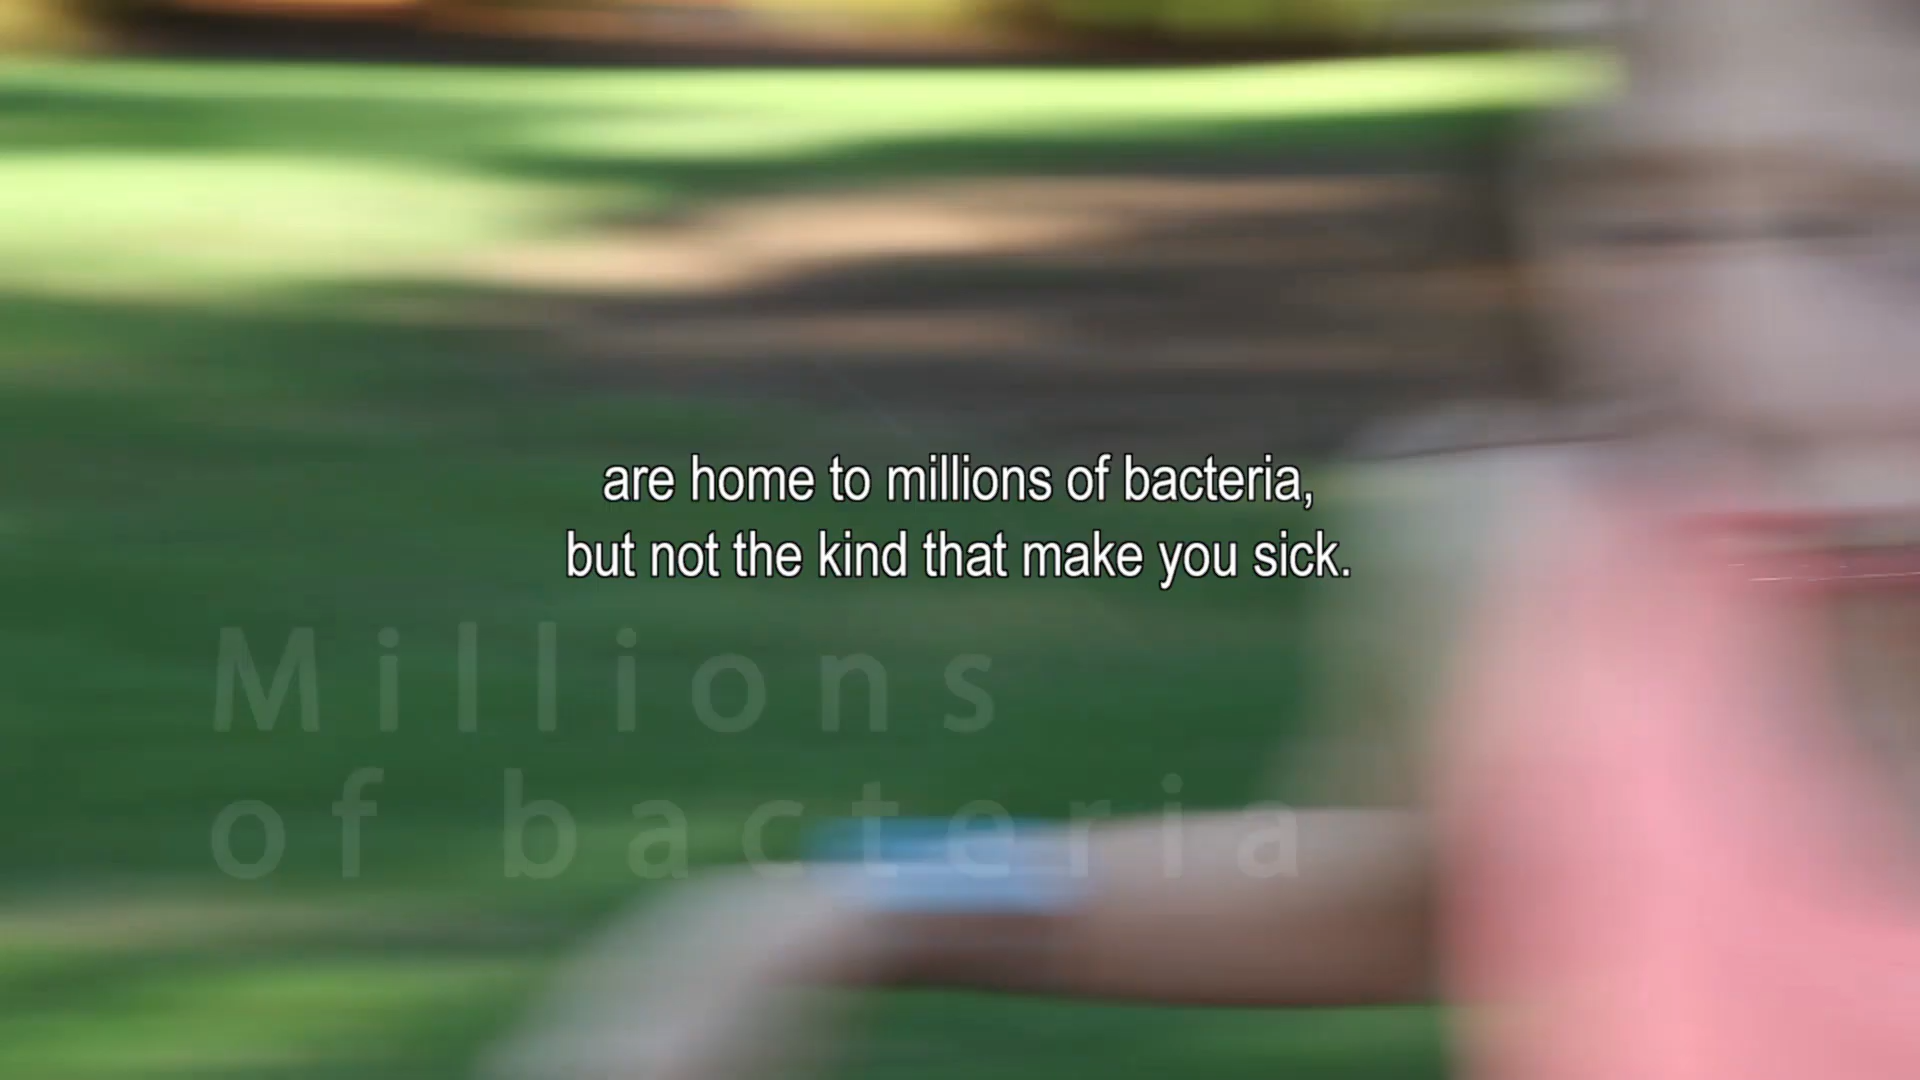 are home to millions of bacteria,
but not the kind that make you sick.
Millions
of bacteria